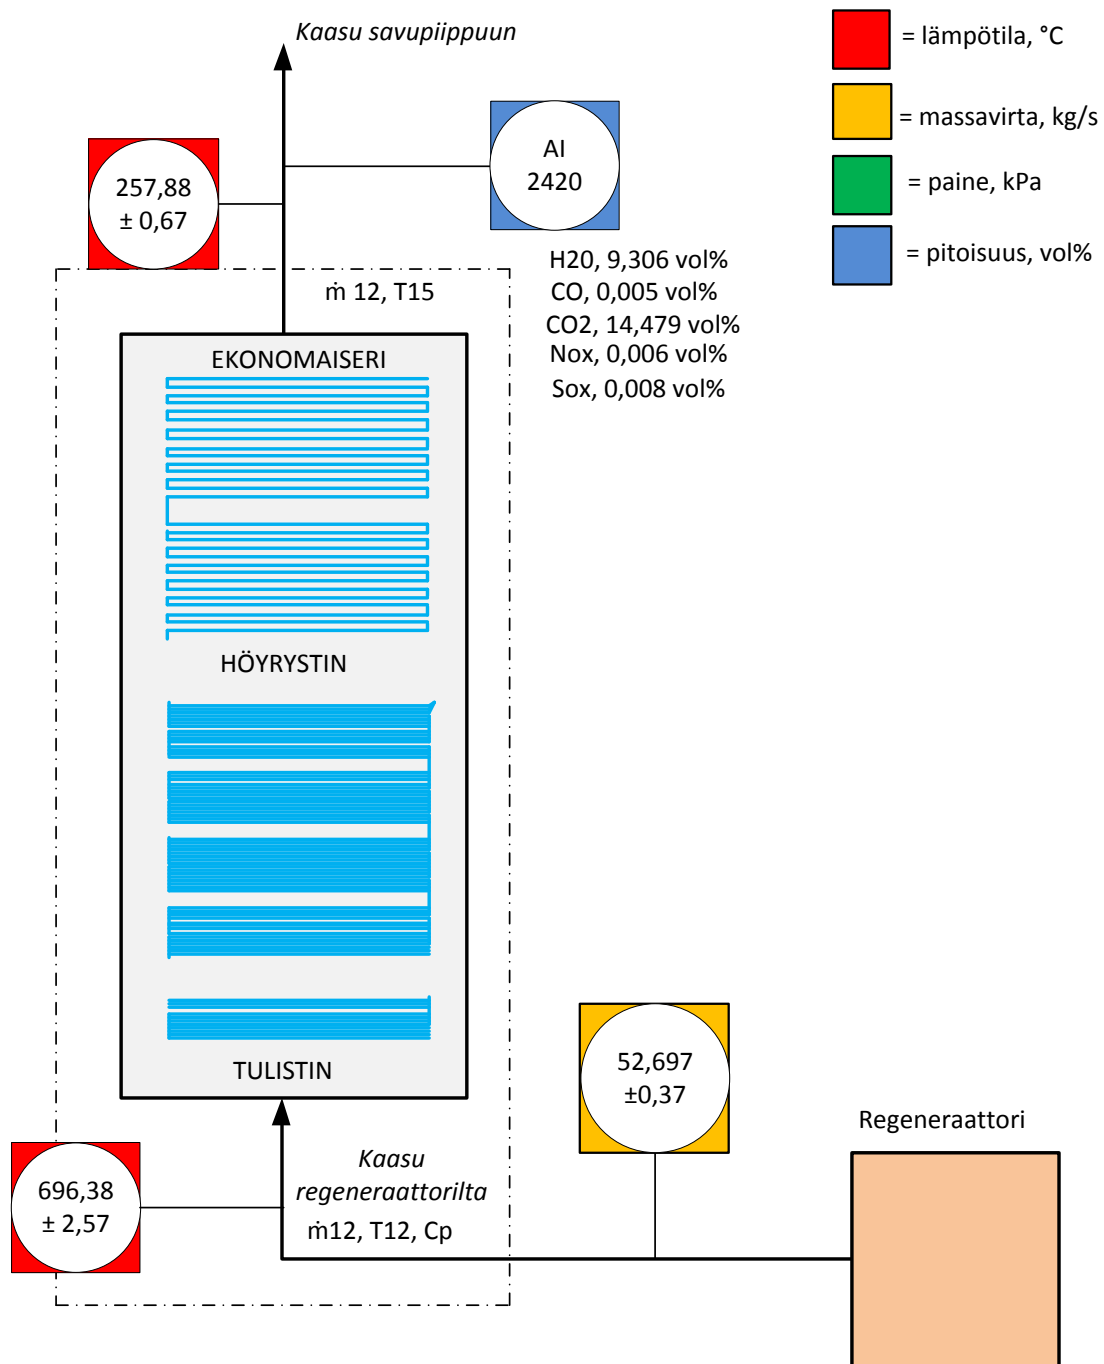 Kaasu savupiippuun
= lämpötila, °C
= massavirta, kg/s
= paine, kPa
= pitoisuus, vol%
257,88
± 0,67
AI
2420
H20, 9,306 vol%
CO, 0,005 vol%
CO2, 14,479 vol%
Nox, 0,006 vol%
Sox, 0,008 vol%
ṁ 12, T15
EKONOMAISERI
HÖYRYSTIN
TULISTIN
52,697
±0,37
Regeneraattori
696,38
± 2,57
Kaasu
regeneraattorilta
ṁ12, T12, Cp